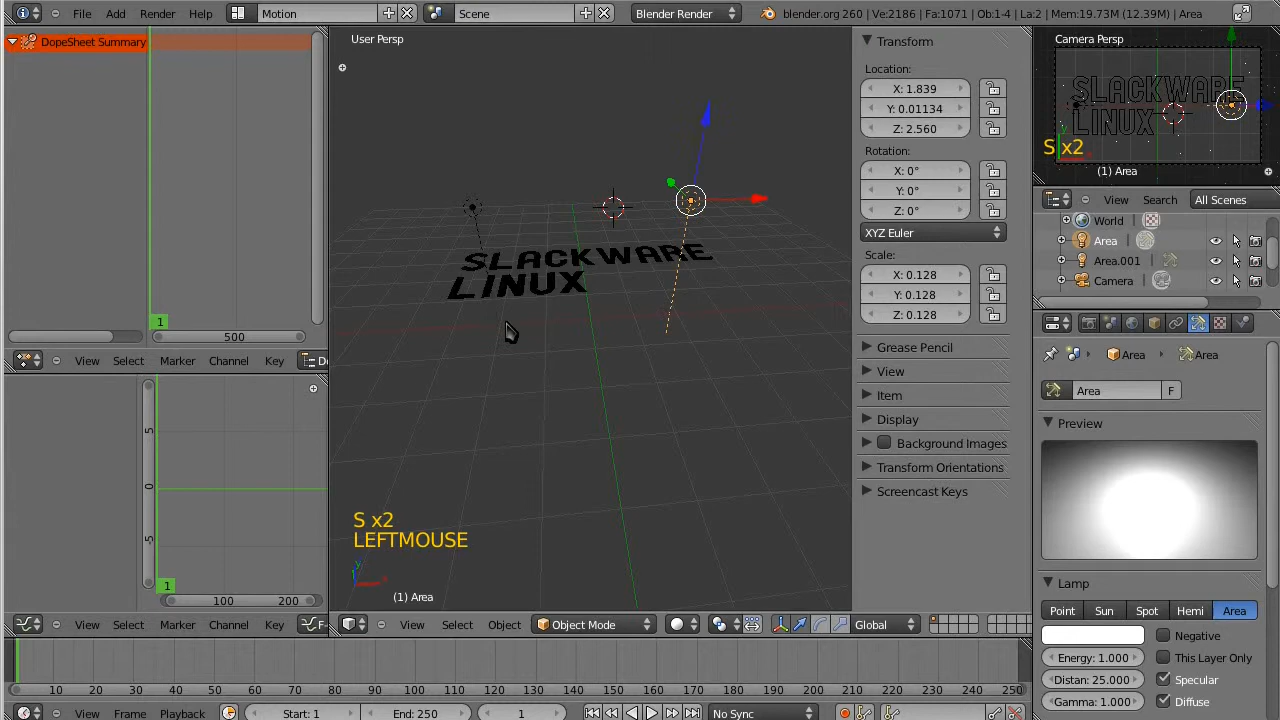 File Add Render Help Motion Scene Blender Render blender.org 260 | Ve:2186 | Fa:1071 | Ob:1-4 | La:2 | Mem:19.73M (12.39M) | Area
DopeSheet Summary
1
500
View Select Marker Channel Key
5
0
-5
1
100 200
View Select Marker Channel Key
User Persp
SLACKWARE
LINUX
S x2
LEFTMOUSE
y
(1) Area
View Select Object Object Mode Global
Transform
Location:
X: 1.839
Y: 0.01134
Z: 2.560
Rotation:
X: 0°
Y: 0°
Z: 0°
XYZ Euler
Scale:
X: 0.128
Y: 0.128
Z: 0.128
Grease Pencil
View
Item
Display
Background Images
Transform Orientations
Screencast Keys
Camera Persp
SLACKWARE
LINUX
y
S x2
(1) Area
View Search All Scenes
World
Area
Area.001
Camera
Area Area
Area F
Preview
Lamp
Point Sun Spot Hemi Area
Negative
Energy: 1.000 This Layer Only
Distan: 25.000 Specular
Gamma: 1.000 Diffuse
10 20 30 40 50 60 70 80 90 100 110 120 130 140 150 160 170 180 190 200 210 220 230 240 250
View Frame Playback Start: 1 End: 250 1 No Sync